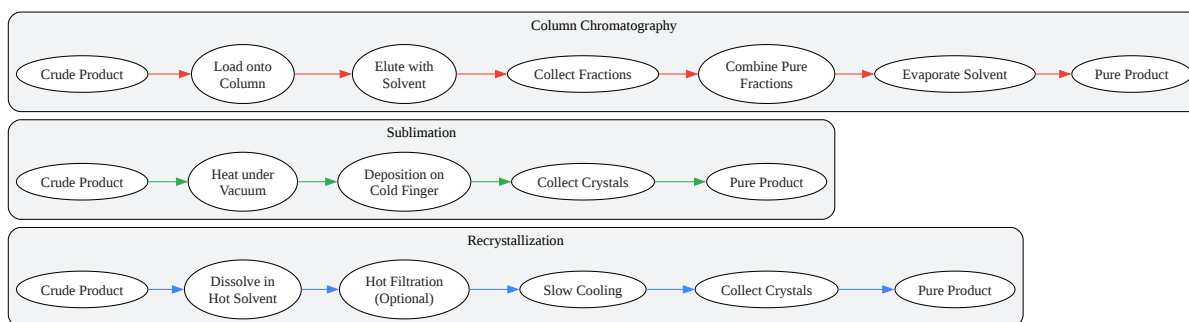 Column Chromatography
Crude Product
Load onto
Column
Elute with
Solvent
Collect Fractions
Combine Pure
Fractions
Evaporate Solvent
Pure Product
Sublimation
Crude Product
Heat under
Vacuum
Deposition on
Cold Finger
Collect Crystals
Pure Product
Recrystallization
Crude Product
Dissolve in
Hot Solvent
Hot Filtration
(Optional)
Slow Cooling
Collect Crystals
Pure Product